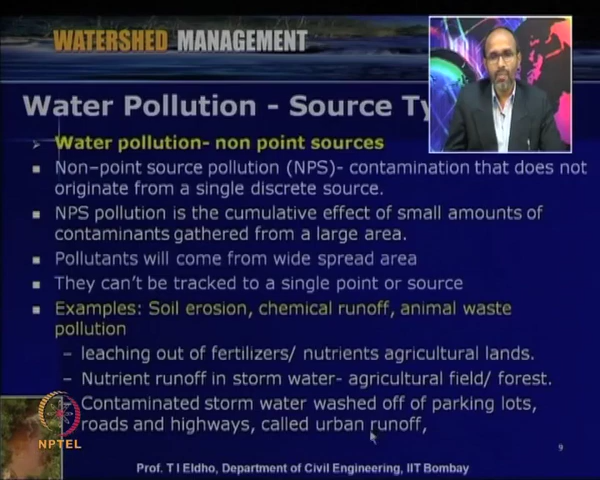 WATERSHED MANAGEMENT
Water Pollution - Source Ty
Water pollution- non point sources
Non–point source pollution (NPS)- contamination that does not
originate from a single discrete source.
NPS pollution is the cumulative effect of small amounts of
contaminants gathered from a large area.
Pollutants will come from wide spread area
They can't be tracked to a single point or source
Examples: Soil erosion, chemical runoff, animal waste
pollution
– leaching out of fertilizers/ nutrients agricultural lands.
– Nutrient runoff in storm water- agricultural field/ forest.
Contaminated storm water washed off of parking lots,
roads and highways, called urban runoff,
NPTEL
9
Prof. T I Eldho, Department of Civil Engineering, IIT Bombay